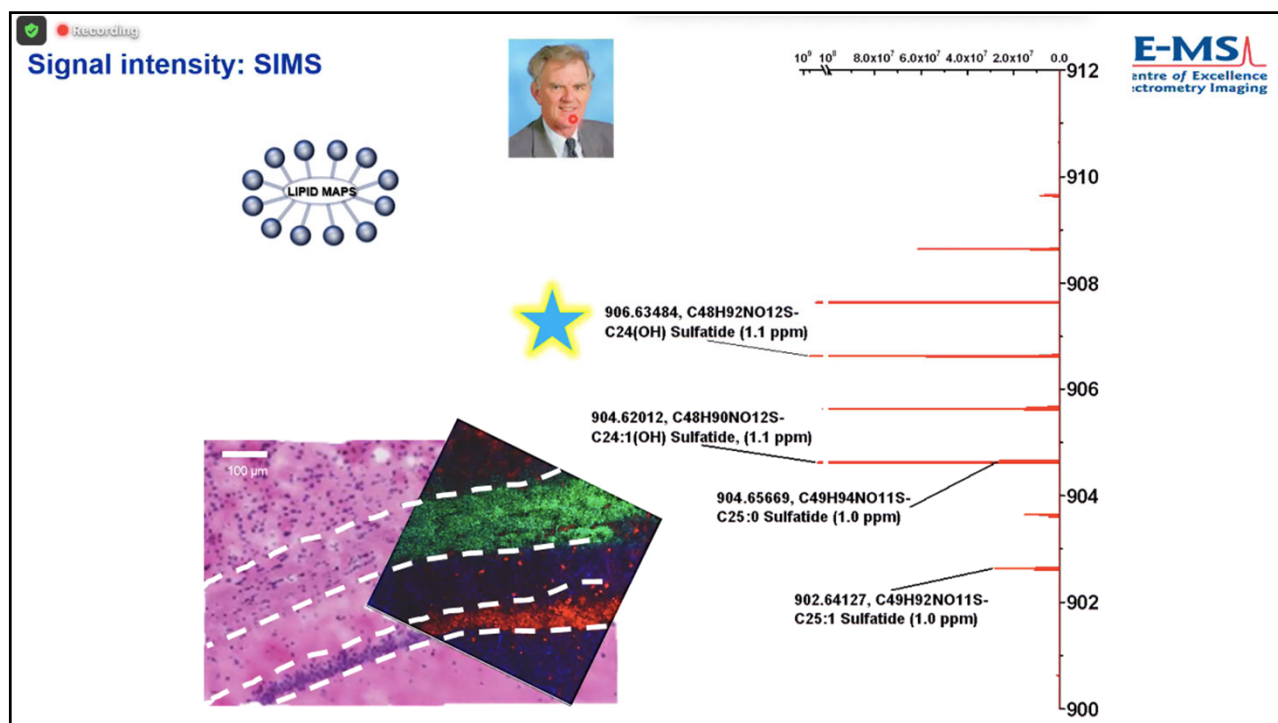 Recording
Signal intensity: SIMS
LIPID MAPS
10⁹ 10⁸ 8.0x10⁷ 6.0x10⁷ 4.0x10⁷ 2.0x10⁷ 0.0
E-MS
entre of Excellence
ectrometry Imaging
912
910
908
906
904
902
900
906.63484, C48H92NO12S-
C24(OH) Sulfatide (1.1 ppm)
904.62012, C48H90NO12S-
C24:1(OH) Sulfatide, (1.1 ppm)
904.65669, C49H94NO11S-
C25:0 Sulfatide (1.0 ppm)
902.64127, C49H92NO11S-
C25:1 Sulfatide (1.0 ppm)
100 µm